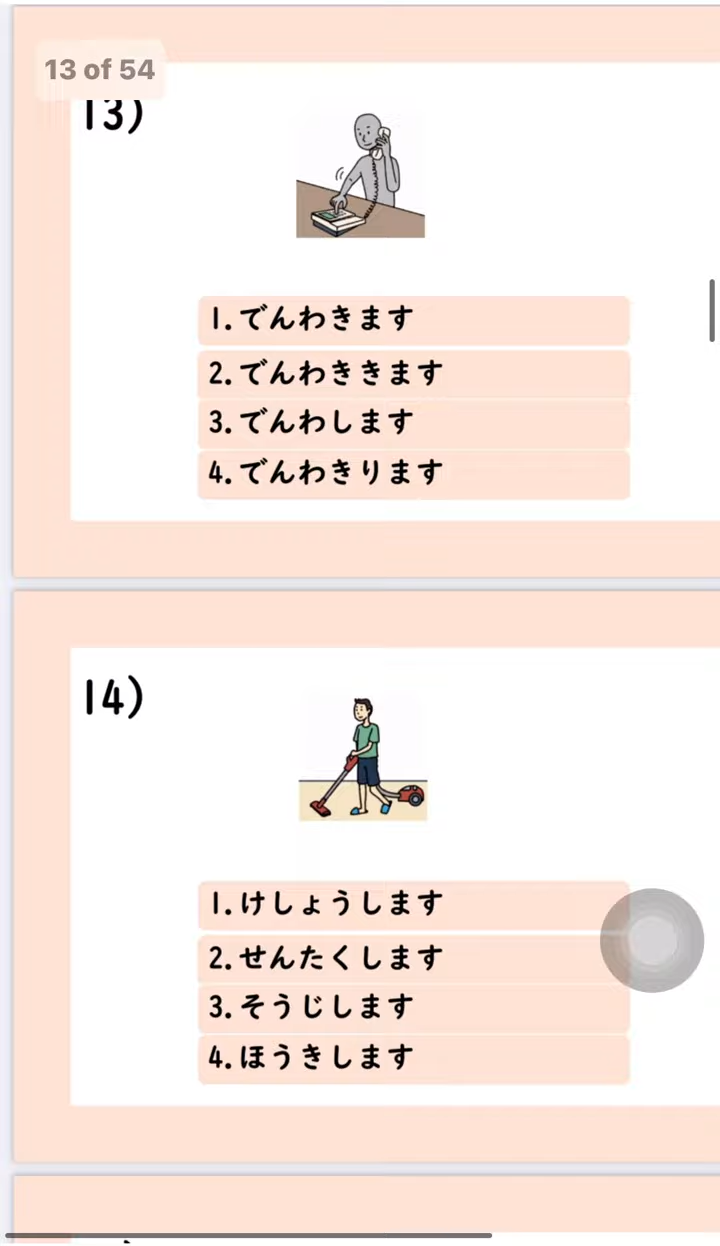 13 of 54
13)
1. でんわきます
2. でんわききます
3. でんわします
4. でんわきります
14)
1. けしょうします
2. せんたくします
3. そうじします
4. ほうきします